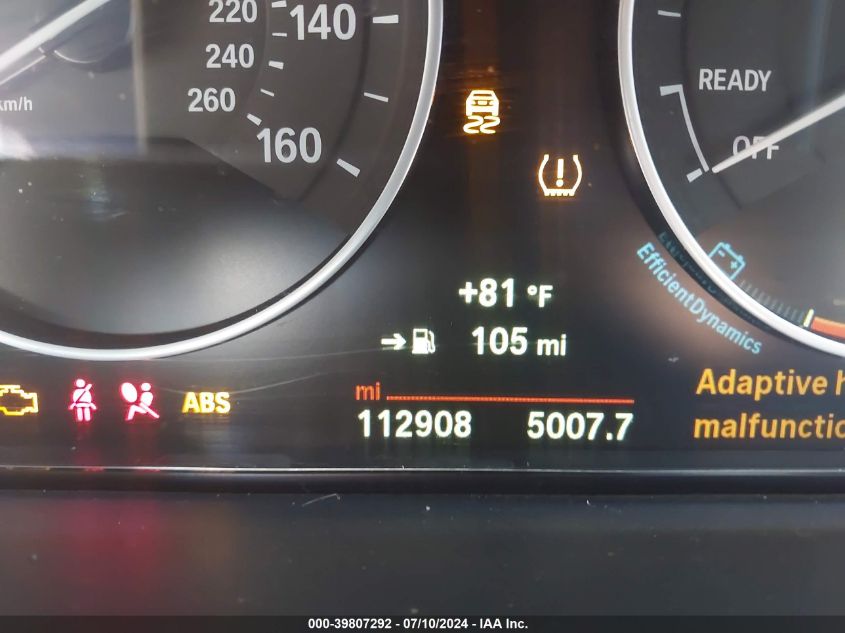 220
140
240
km/h
260
160
READY
OFF
EfficientDynamics
+81 °F
105 mi
ABS
mi
112908 5007.7
Adaptive h
malfunctio
000-39807292 - 07/10/2024 - IAA Inc.